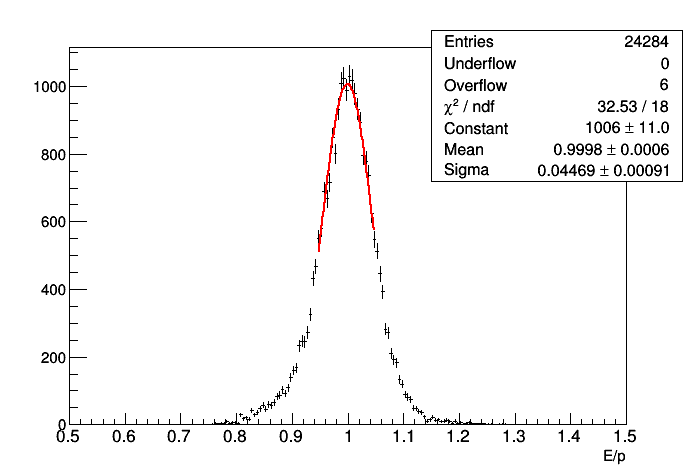 Entries 24284
Underflow 0
Overflow 6
χ² / ndf 32.53 / 18
Constant 1006 ± 11.0
Mean 0.9998 ± 0.0006
Sigma 0.04469 ± 0.00091
1000
800
600
400
200
0
0.5 0.6 0.7 0.8 0.9 1 1.1 1.2 1.3 1.4 1.5
E/p